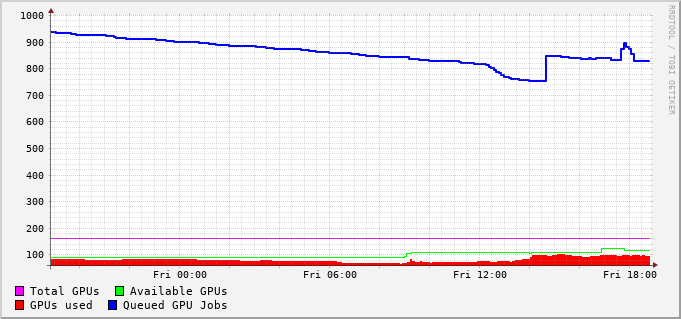 1000
900
800
700
600
500
400
300
200
100
Fri 00:00 Fri 06:00 Fri 12:00 Fri 18:00
Total GPUs Available GPUs
GPUs used Queued GPU Jobs
RRDTOOL / TOBI OETIKER